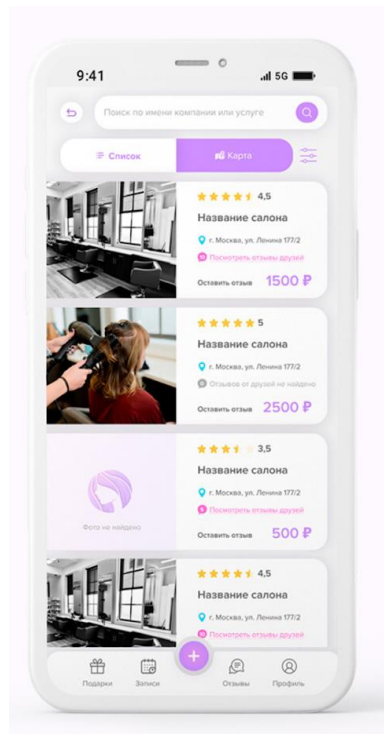 9:41
5G
Поиск по имени компании или услуге
Список
Карта
4,5
Название салона
г. Москва, ул. Ленина 177/2
10 Посмотреть отзывы друзей
Оставить отзыв 1500 ₽
5
Название салона
г. Москва, ул. Ленина 177/2
0 Отзывов от друзей не найдено
Оставить отзыв 2500 ₽
3,5
Название салона
г. Москва, ул. Ленина 177/2
Посмотреть отзывы друзей
Оставить отзыв 500 ₽
Фото не найдено
4,5
Название салона
г. Москва, ул. Ленина 177/2
10 Посмотреть отзывы друзей
Подарки
Записи
Отзывы
Профиль